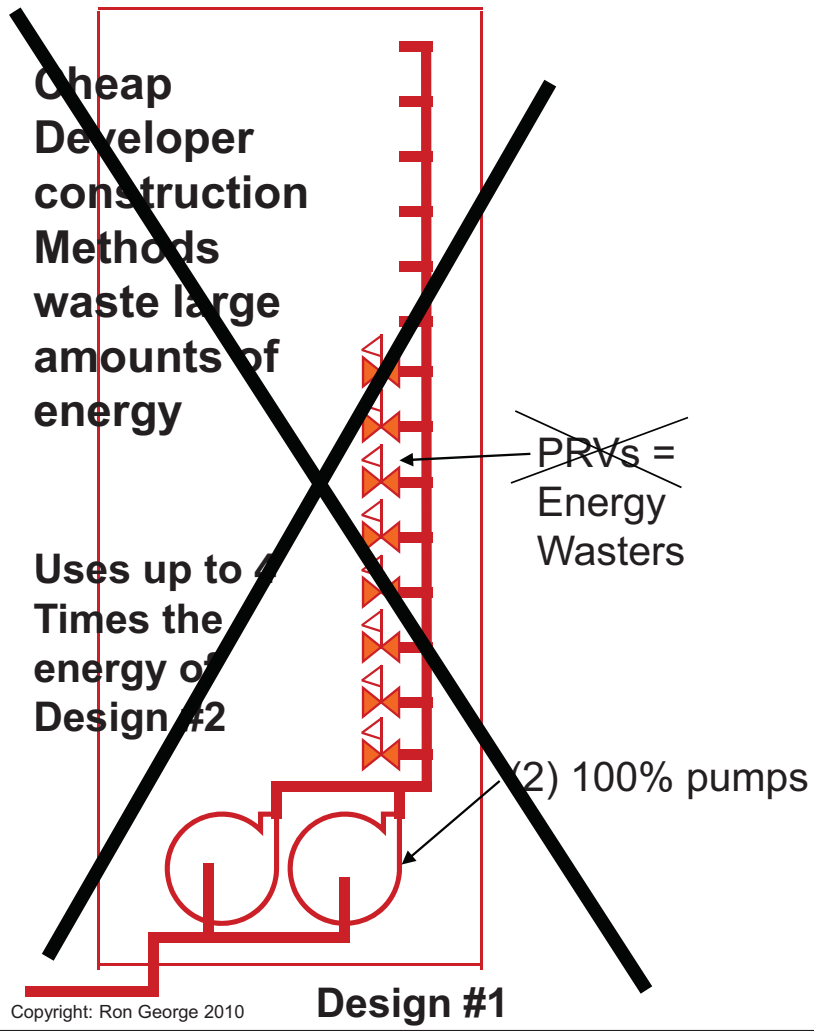 Cheap
Developer
construction
Methods
waste large
amounts of
energy
PRVs =
Energy
Wasters
Uses up to 4
Times the
energy of
Design #2
(2) 100% pumps
Design #1
Copyright: Ron George 2010